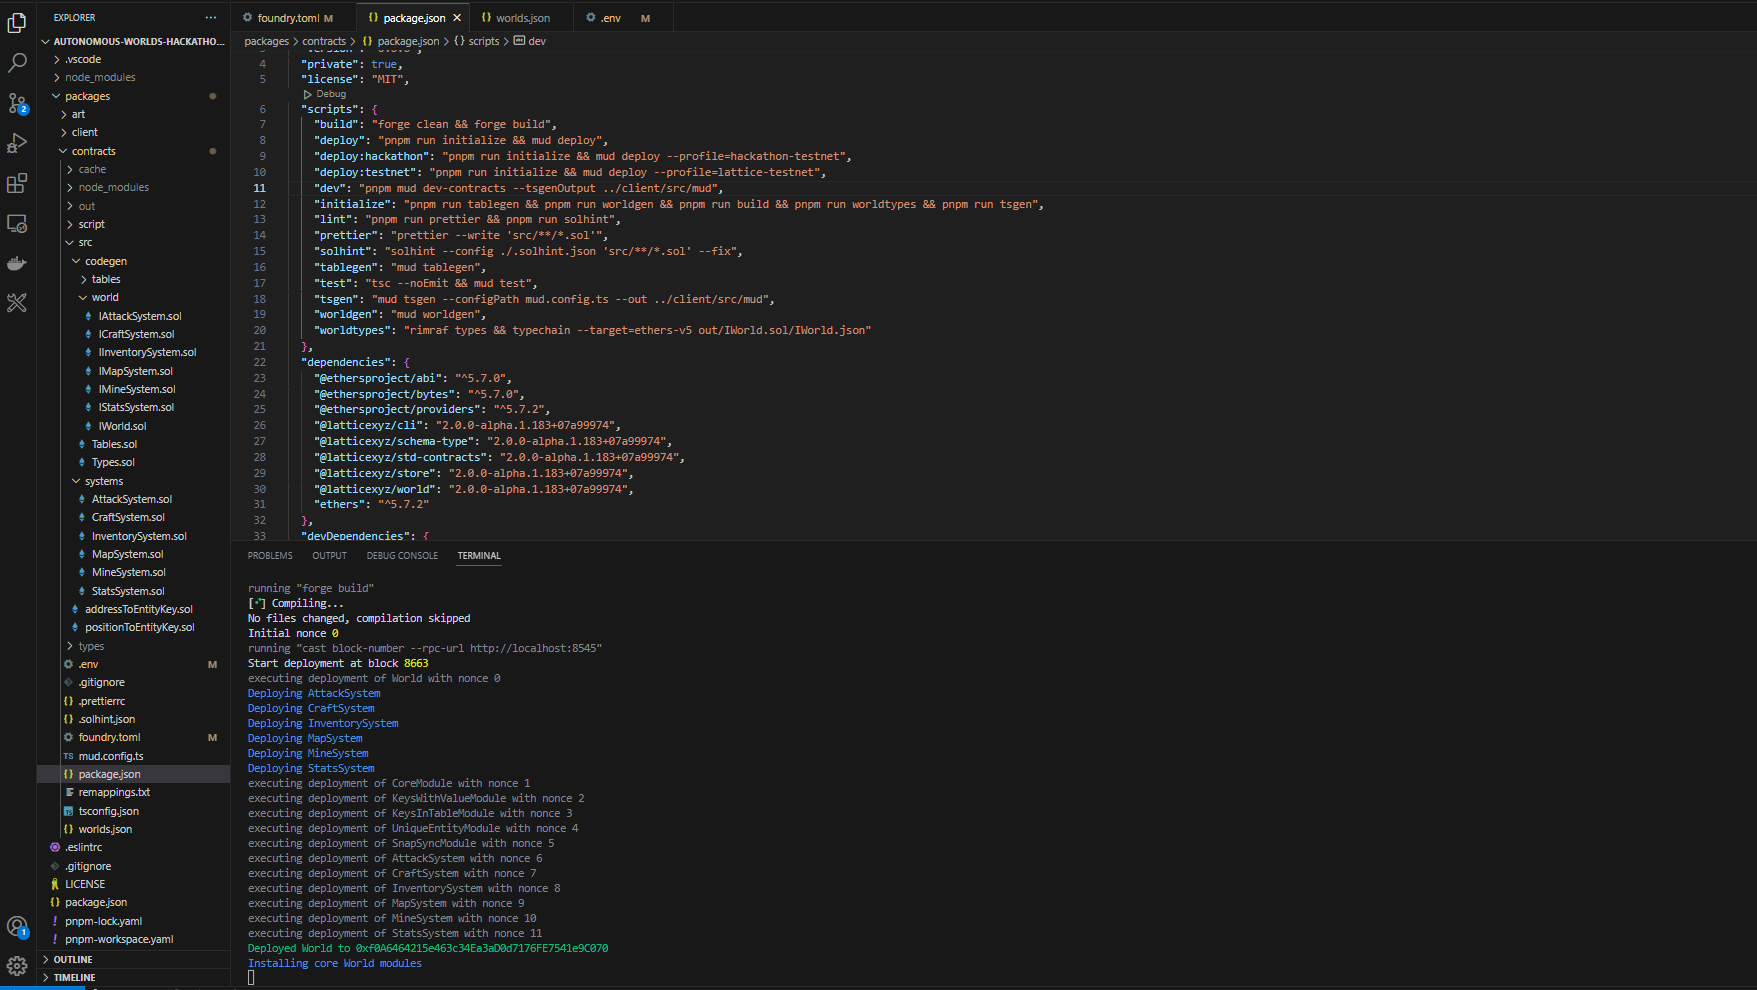 EXPLORER
AUTONOMOUS-WORLDS-HACKATHO...
.vscode
node_modules
packages
art
client
contracts
cache
node_modules
out
script
src
codegen
tables
world
IAttackSystem.sol
ICraftSystem.sol
IInventorySystem.sol
IMapSystem.sol
IMineSystem.sol
IStatsSystem.sol
IWorld.sol
Tables.sol
Types.sol
systems
AttackSystem.sol
CraftSystem.sol
InventorySystem.sol
MapSystem.sol
MineSystem.sol
StatsSystem.sol
addressToEntityKey.sol
positionToEntityKey.sol
types
.env M
.gitignore
.prettierrc
.solhint.json
foundry.toml M
mud.config.ts
package.json
remappings.txt
tsconfig.json
worlds.json
.eslintrc
.gitignore
LICENSE
package.json
pnpm-lock.yaml
pnpm-workspace.yaml
OUTLINE
TIMELINE
2
1
foundry.toml M
package.json
worlds.json
.env M
packages > contracts > {} package.json > {} scripts > dev
4 "private": true,
5 "license": "MIT",
Debug
6 "scripts": {
7 "build": "forge clean && forge build",
8 "deploy": "pnpm run initialize && mud deploy",
9 "deploy:hackathon": "pnpm run initialize && mud deploy --profile=hackathon-testnet",
10 "deploy:testnet": "pnpm run initialize && mud deploy --profile=lattice-testnet",
11 "dev": "pnpm mud dev-contracts --tsgenOutput ../client/src/mud",
12 "initialize": "pnpm run tablegen && pnpm run worldgen && pnpm run build && pnpm run worldtypes && pnpm run tsgen",
13 "lint": "pnpm run prettier && pnpm run solhint",
14 "prettier": "prettier --write 'src/**/*.sol'",
15 "solhint": "solhint --config ./.solhint.json 'src/**/*.sol' --fix",
16 "tablegen": "mud tablegen",
17 "test": "tsc --noEmit && mud test",
18 "tsgen": "mud tsgen --configPath mud.config.ts --out ../client/src/mud",
19 "worldgen": "mud worldgen",
20 "worldtypes": "rimraf types && typechain --target=ethers-v5 out/IWorld.sol/IWorld.json"
21 },
22 "dependencies": {
23 "@ethersproject/abi": "^5.7.0",
24 "@ethersproject/bytes": "^5.7.0",
25 "@ethersproject/providers": "^5.7.2",
26 "@latticexyz/cli": "2.0.0-alpha.1.183+07a99974",
27 "@latticexyz/schema-type": "2.0.0-alpha.1.183+07a99974",
28 "@latticexyz/std-contracts": "2.0.0-alpha.1.183+07a99974",
29 "@latticexyz/store": "2.0.0-alpha.1.183+07a99974",
30 "@latticexyz/world": "2.0.0-alpha.1.183+07a99974",
31 "ethers": "^5.7.2"
32 },
33 "devDependencies": {
PROBLEMS OUTPUT DEBUG CONSOLE TERMINAL
running "forge build"
[⠊] Compiling...
No files changed, compilation skipped
Initial nonce 0
running "cast block-number --rpc-url http://localhost:8545"
Start deployment at block 8663
executing deployment of World with nonce 0
Deploying AttackSystem
Deploying CraftSystem
Deploying InventorySystem
Deploying MapSystem
Deploying MineSystem
Deploying StatsSystem
executing deployment of CoreModule with nonce 1
executing deployment of KeysWithValueModule with nonce 2
executing deployment of KeysInTableModule with nonce 3
executing deployment of UniqueEntityModule with nonce 4
executing deployment of SnapSyncModule with nonce 5
executing deployment of AttackSystem with nonce 6
executing deployment of CraftSystem with nonce 7
executing deployment of InventorySystem with nonce 8
executing deployment of MapSystem with nonce 9
executing deployment of MineSystem with nonce 10
executing deployment of StatsSystem with nonce 11
Deployed World to 0xf0A6464215e463c34Ea3aD0d7176FE7541e9C070
Installing core World modules